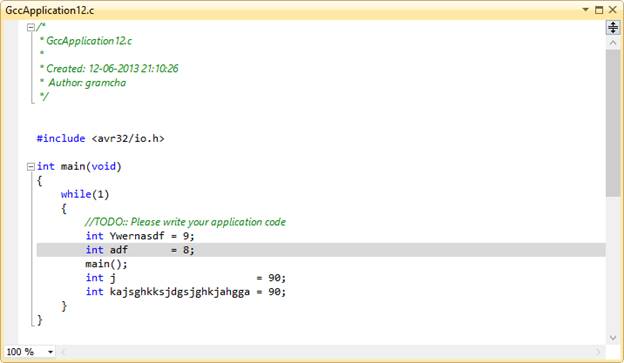 GccApplication12.c
/*
 * GccApplication12.c
 *
 * Created: 12-06-2013 21:10:26
 *  Author: gramcha
 */
#include <avr32/io.h>
int main(void)
{
    while(1)
    {
        //TODO:: Please write your application code
        int Ywernasdf = 9;
        int adf       = 8;
        main();
        int j                       = 90;
        int kajsghkksjdgsjghkjahgga = 90;
    }
}
100 %